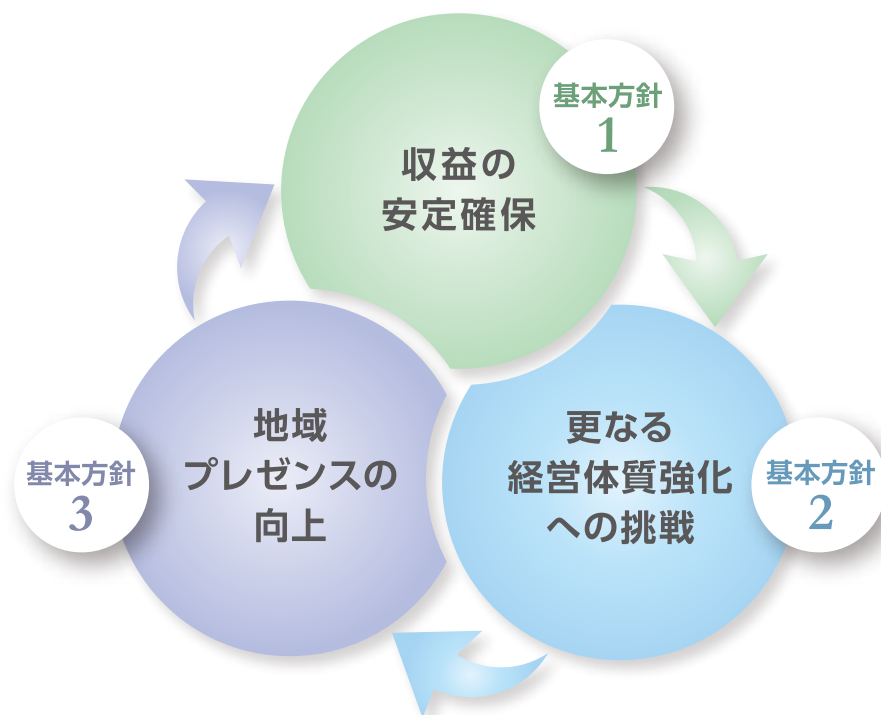 基本方針
1
収益の
安定確保
基本方針
2
更なる
経営体質強化
への挑戦
基本方針
3
地域
プレゼンスの
向上